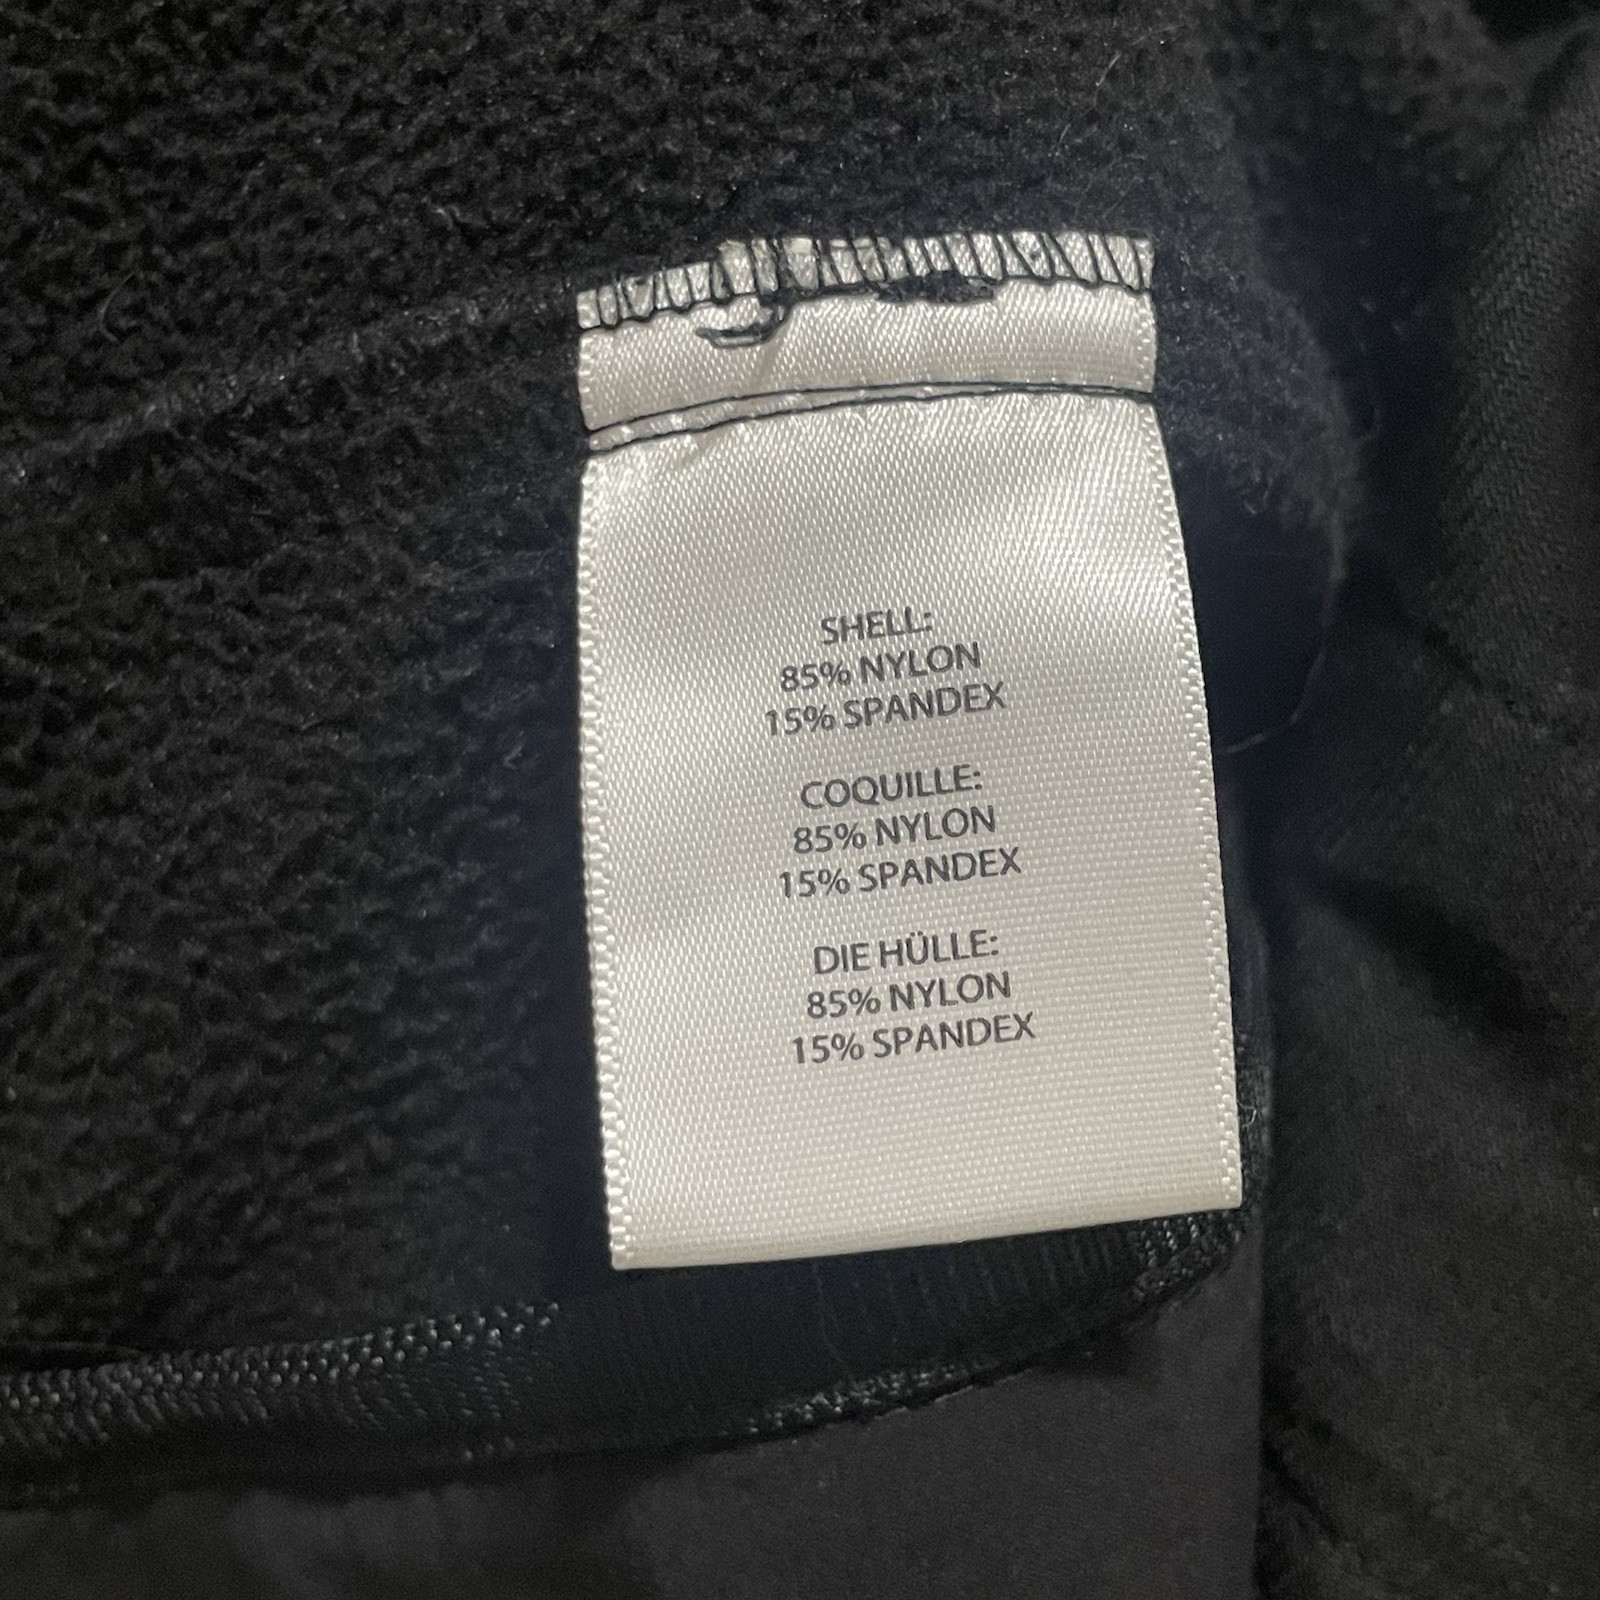 SHELL:
85% NYLON
15% SPANDEX
COQUILLE:
85% NYLON
15% SPANDEX
DIE HÜLLE:
85% NYLON
15% SPANDEX